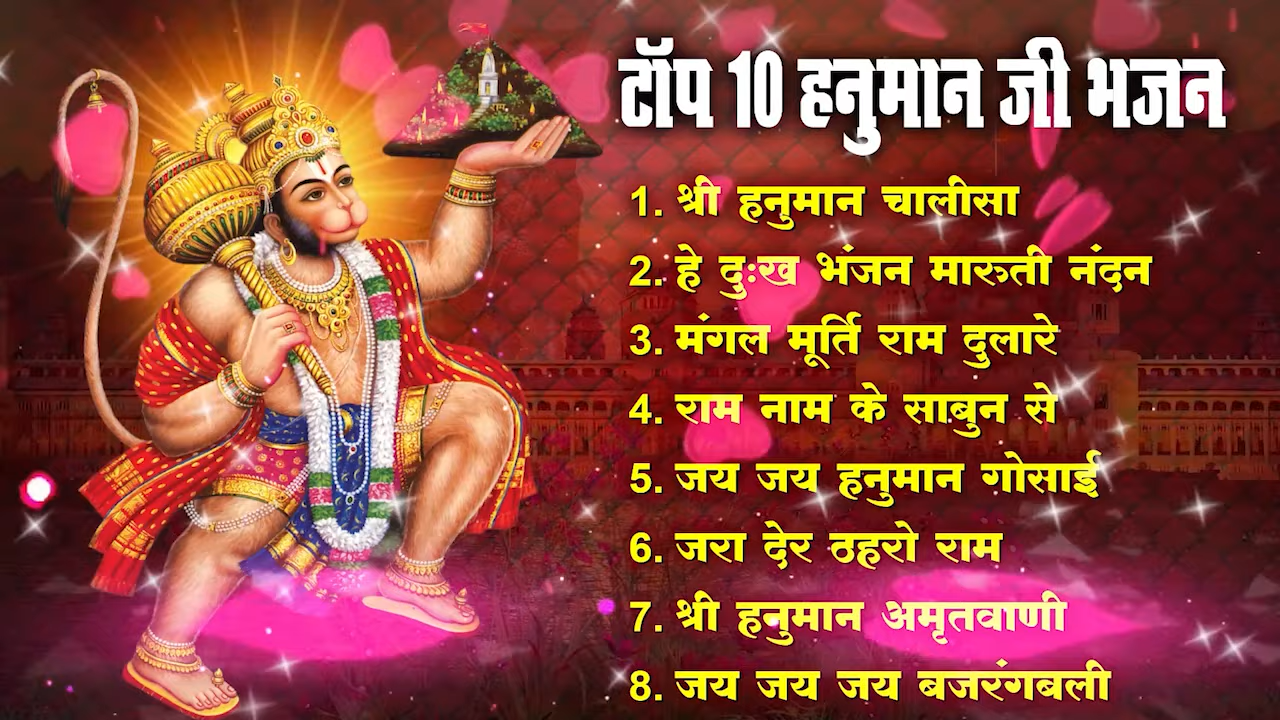 टॉप 10 हनुमान जी भजन
1. श्री हनुमान चालीसा
2. हे दुःख भंजन मारुती नंदन
3. मंगल मूर्ति राम दुलारे
4. राम नाम के साबुन से
5. जय जय हनुमान गोसाई
6. जरा देर ठहरो राम
7. श्री हनुमान अमृतवाणी
8. जय जय जय बजरंगबली